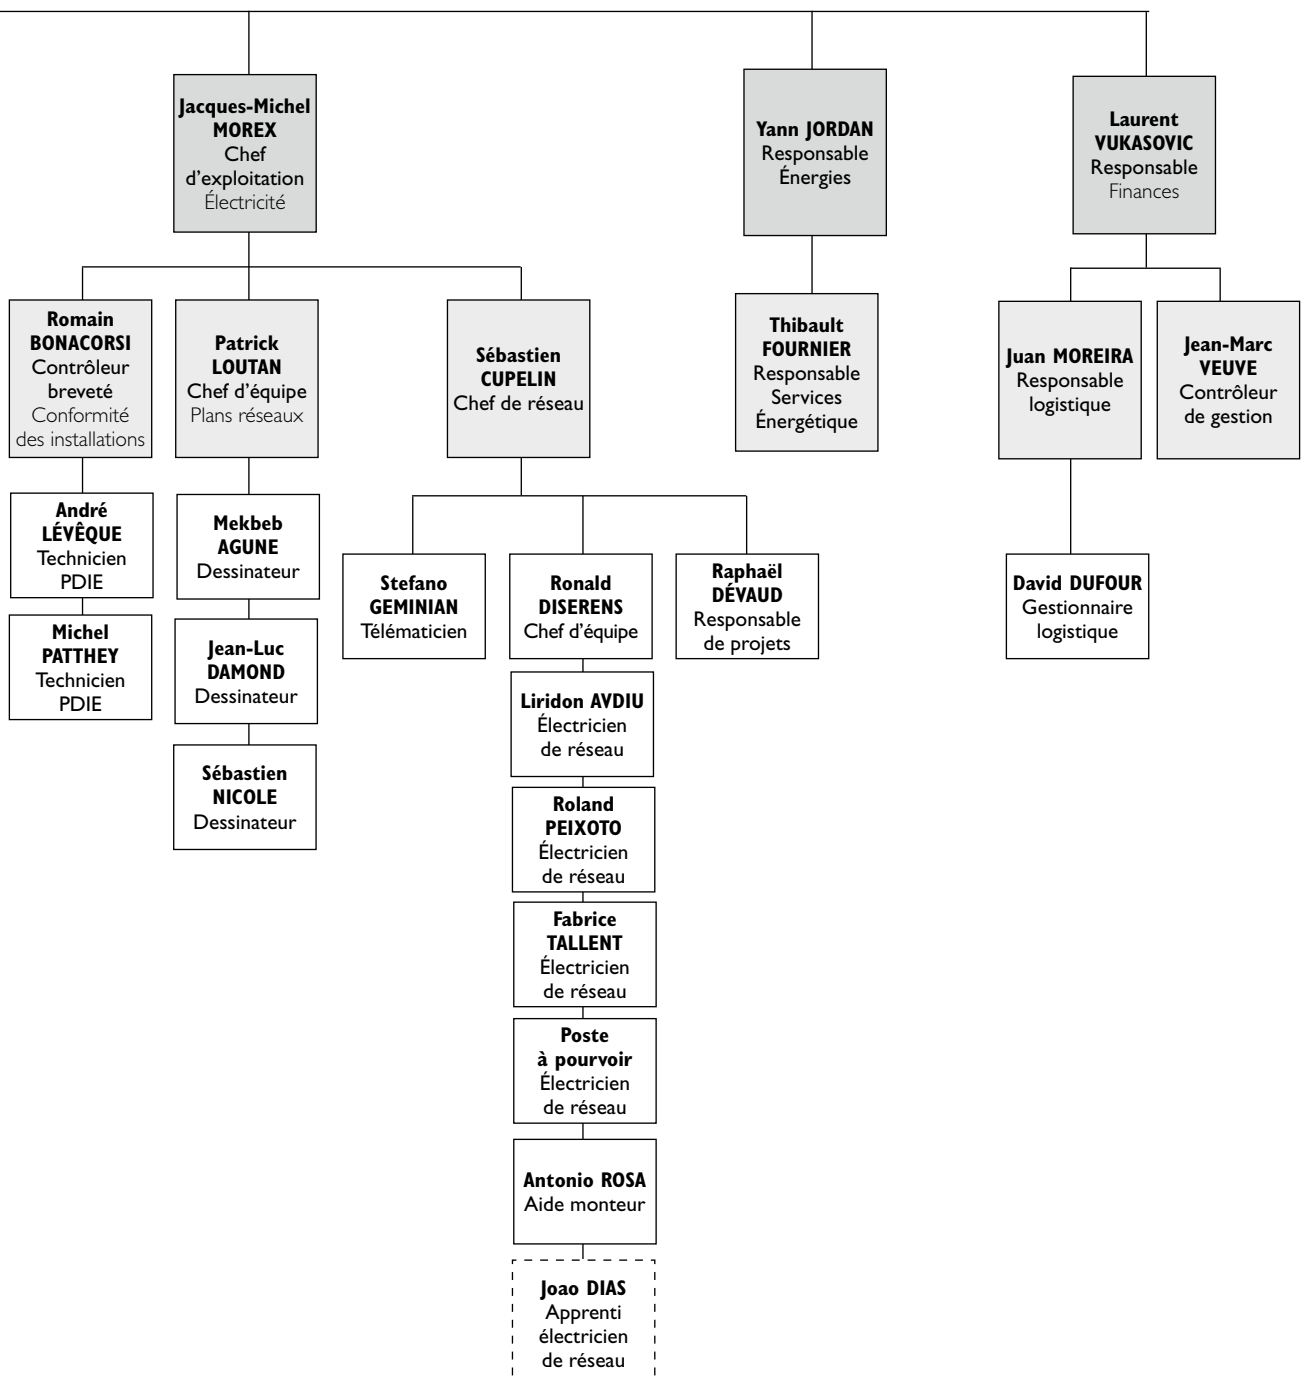 Jacques-Michel
MOREX
Chef
d'exploitation
Électricité
Yann JORDAN
Responsable
Énergies
Laurent
VUKASOVIC
Responsable
Finances
Romain
BONACORSI
Contrôleur
breveté
Conformité
des installations
Patrick
LOUTAN
Chef d'équipe
Plans réseaux
Sébastien
CUPELIN
Chef de réseau
Thibault
FOURNIER
Responsable
Services
Énergétique
Juan MOREIRA
Responsable
logistique
Jean-Marc
VEUVE
Contrôleur
de gestion
André
LÉVÊQUE
Technicien
PDIE
Michel
PATTHEY
Technicien
PDIE
Mekbeb
AGUNE
Dessinateur
Jean-Luc
DAMOND
Dessinateur
Sébastien
NICOLE
Dessinateur
Stefano
GEMINIAN
Télématicien
Ronald
DISERENS
Chef d'équipe
Raphaël
DÉVAUD
Responsable
de projets
David DUFOUR
Gestionnaire
logistique
Liridon AVDIU
Électricien
de réseau
Roland
PEIXOTO
Électricien
de réseau
Fabrice
TALLENT
Électricien
de réseau
Poste
à pourvoir
Électricien
de réseau
Antonio ROSA
Aide monteur
Joao DIAS
Apprenti
électricien
de réseau